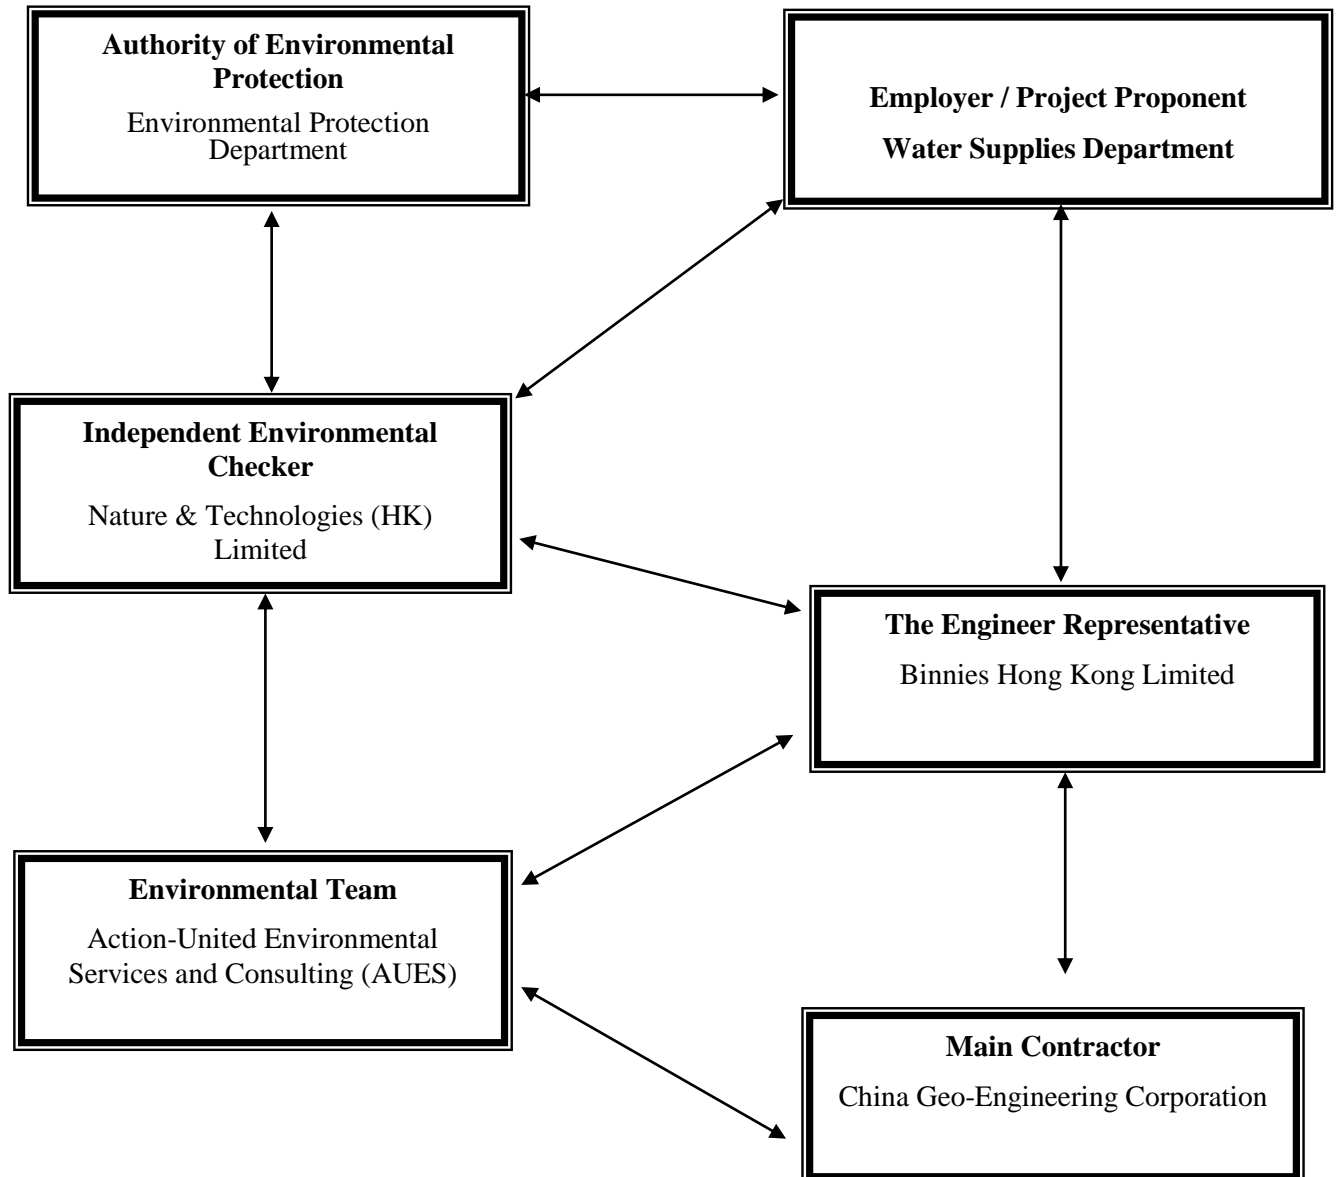 Authority of Environmental
Protection
Environmental Protection
Department
Employer / Project Proponent
Water Supplies Department
Independent Environmental
Checker
Nature & Technologies (HK)
Limited
The Engineer Representative
Binnies Hong Kong Limited
Environmental Team
Action-United Environmental
Services and Consulting (AUES)
Main Contractor
China Geo-Engineering Corporation